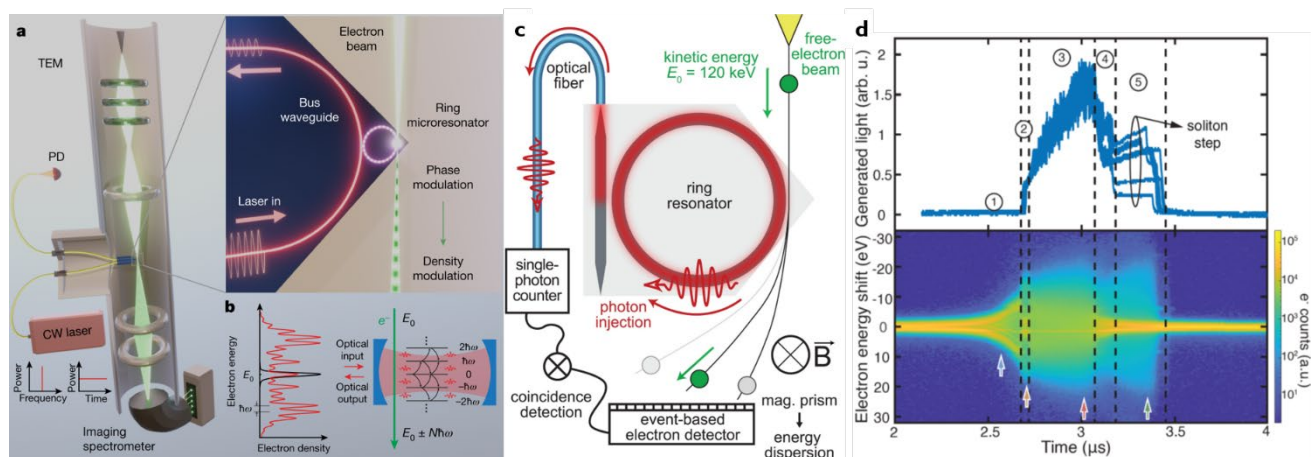 a
TEM
PD
CW laser
Power
Frequency
Power
Time
Imaging
spectrometer
Electron
beam
Bus
waveguide
Ring
microresonator
Phase
modulation
Laser in
Density
modulation
b
Electron energy
E₀
ħω
Electron density
e⁻
E₀
Optical
input
Optical
output
2ħω
ħω
0
−ħω
−2ħω
E₀ ± Nħω
c
optical
fiber
kinetic energy
E₀ = 120 keV
free-
electron
beam
ring
resonator
single-
photon
counter
photon
injection
coincidence
detection
event-based
electron detector
B
mag. prism
energy
dispersion
d
Generated light (arb. u.)
2
1.5
1
0.5
0
①
②
③
④
⑤
soliton
step
Electron energy shift (eV)
-30
-20
-10
0
10
20
30
2
2.5
3
3.5
4
Time (µs)
10⁵
10⁴
10³
10²
10¹
e⁻ counts (a.u.)